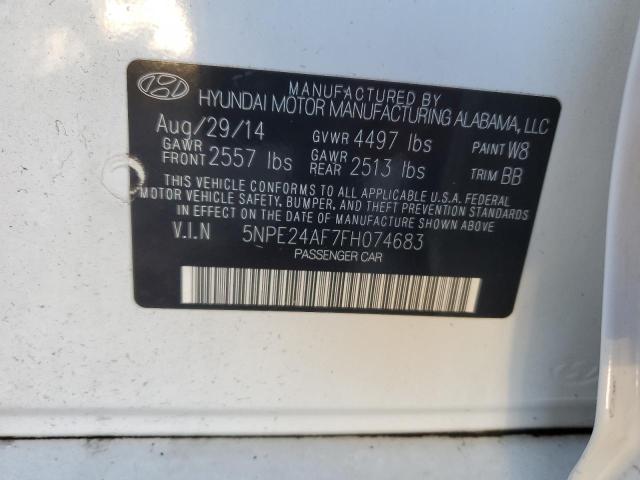 MANUFACTURED BY
HYUNDAI MOTOR MANUFACTURING ALABAMA, LLC
Aug/29/14 GVWR 4497 lbs PAINT W8
GAWR FRONT 2557 lbs GAWR REAR 2513 lbs TRIM BB
THIS VEHICLE CONFORMS TO ALL APPLICABLE U.S.A. FEDERAL
MOTOR VEHICLE SAFETY, BUMPER, AND THEFT PREVENTION STANDARDS
IN EFFECT ON THE DATE OF MANUFACTURE SHOWN ABOVE.
V.I.N 5NPE24AF7FH074683
PASSENGER CAR